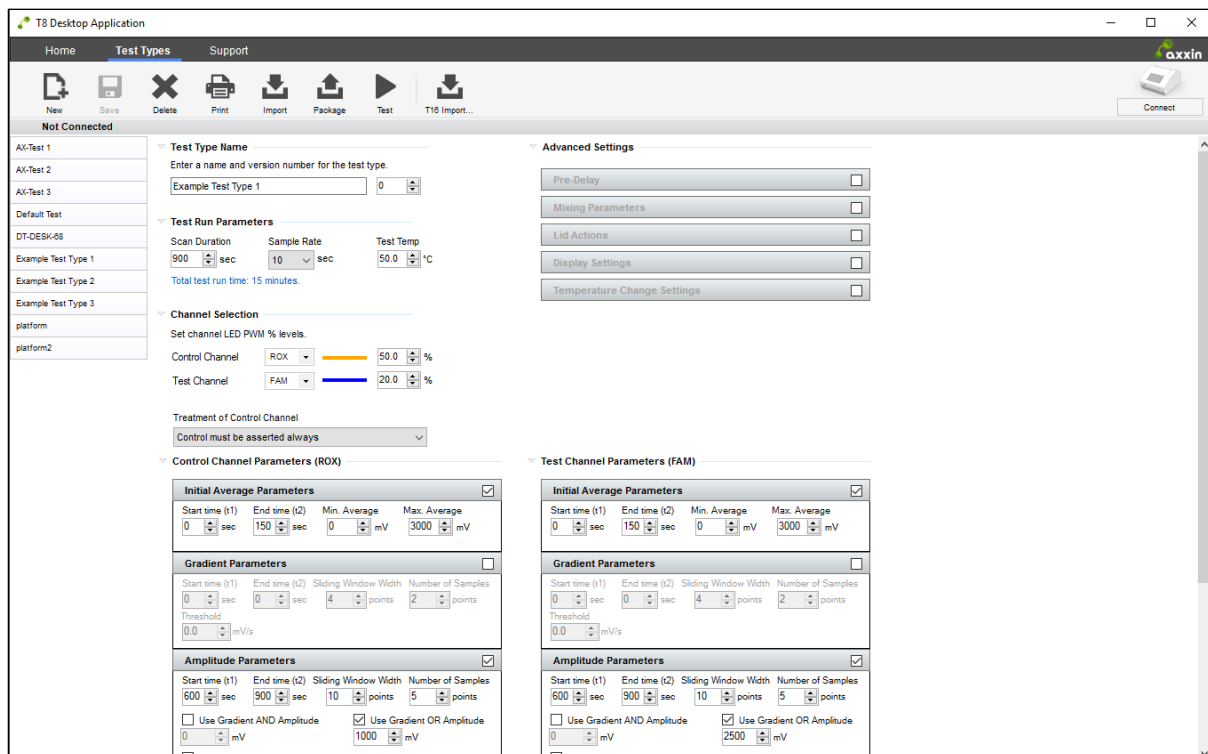 T8 Desktop Application
Home Test Types Support
axxin
New Save Delete Print Import Package Test T16 Import...
Connect
Not Connected
AX-Test 1
AX-Test 2
AX-Test 3
Default Test
DT-DESK-68
Example Test Type 1
Example Test Type 2
Example Test Type 3
platform
platform2
Test Type Name
Enter a name and version number for the test type.
Example Test Type 1 0
Test Run Parameters
Scan Duration Sample Rate Test Temp
900 sec 10 sec 50.0 °C
Total test run time: 15 minutes.
Channel Selection
Set channel LED PWM % levels.
Control Channel ROX 50.0 %
Test Channel FAM 20.0 %
Treatment of Control Channel
Control must be asserted always
Advanced Settings
Pre-Delay
Mixing Parameters
Lid Actions
Display Settings
Temperature Change Settings
Control Channel Parameters (ROX)
Initial Average Parameters
Start time (t1) End time (t2) Min. Average Max. Average
0 sec 150 sec 0 mV 3000 mV
Gradient Parameters
Start time (t1) End time (t2) Sliding Window Width Number of Samples
0 sec 0 sec 4 points 2 points
Threshold
0.0 mV/s
Amplitude Parameters
Start time (t1) End time (t2) Sliding Window Width Number of Samples
600 sec 900 sec 10 points 5 points
Use Gradient AND Amplitude Use Gradient OR Amplitude
0 mV 1000 mV
Test Channel Parameters (FAM)
Initial Average Parameters
Start time (t1) End time (t2) Min. Average Max. Average
0 sec 150 sec 0 mV 3000 mV
Gradient Parameters
Start time (t1) End time (t2) Sliding Window Width Number of Samples
0 sec 0 sec 4 points 2 points
Threshold
0.0 mV/s
Amplitude Parameters
Start time (t1) End time (t2) Sliding Window Width Number of Samples
600 sec 900 sec 10 points 5 points
Use Gradient AND Amplitude Use Gradient OR Amplitude
0 mV 2500 mV